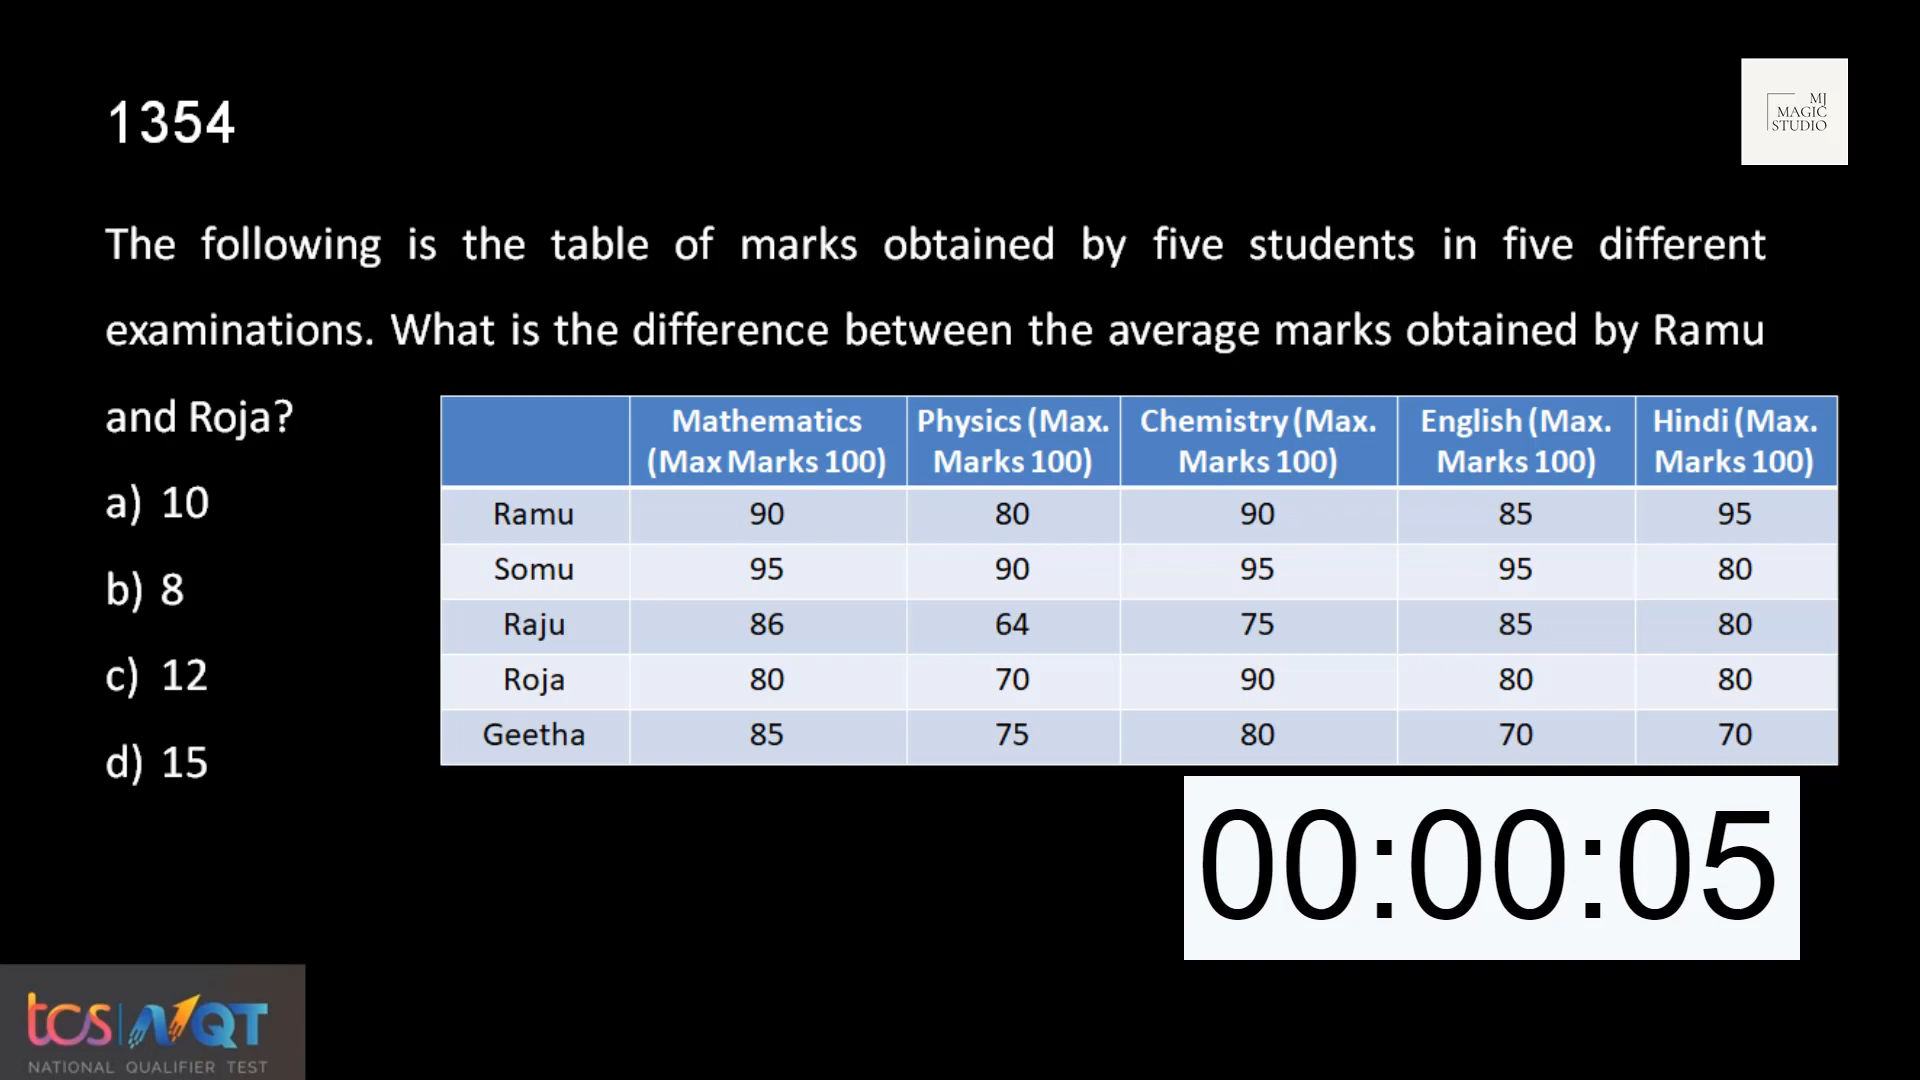 1354
MJ
MAGIC
STUDIO
The following is the table of marks obtained by five students in five different
examinations. What is the difference between the average marks obtained by Ramu
and Roja?
a) 10
b) 8
c) 12
d) 15
Mathematics (Max Marks 100) Physics (Max. Marks 100) Chemistry (Max. Marks 100) English (Max. Marks 100) Hindi (Max. Marks 100)
Ramu 90 80 90 85 95
Somu 95 90 95 95 80
Raju 86 64 75 85 80
Roja 80 70 90 80 80
Geetha 85 75 80 70 70
00:00:05
tcs NQT
NATIONAL QUALIFIER TEST